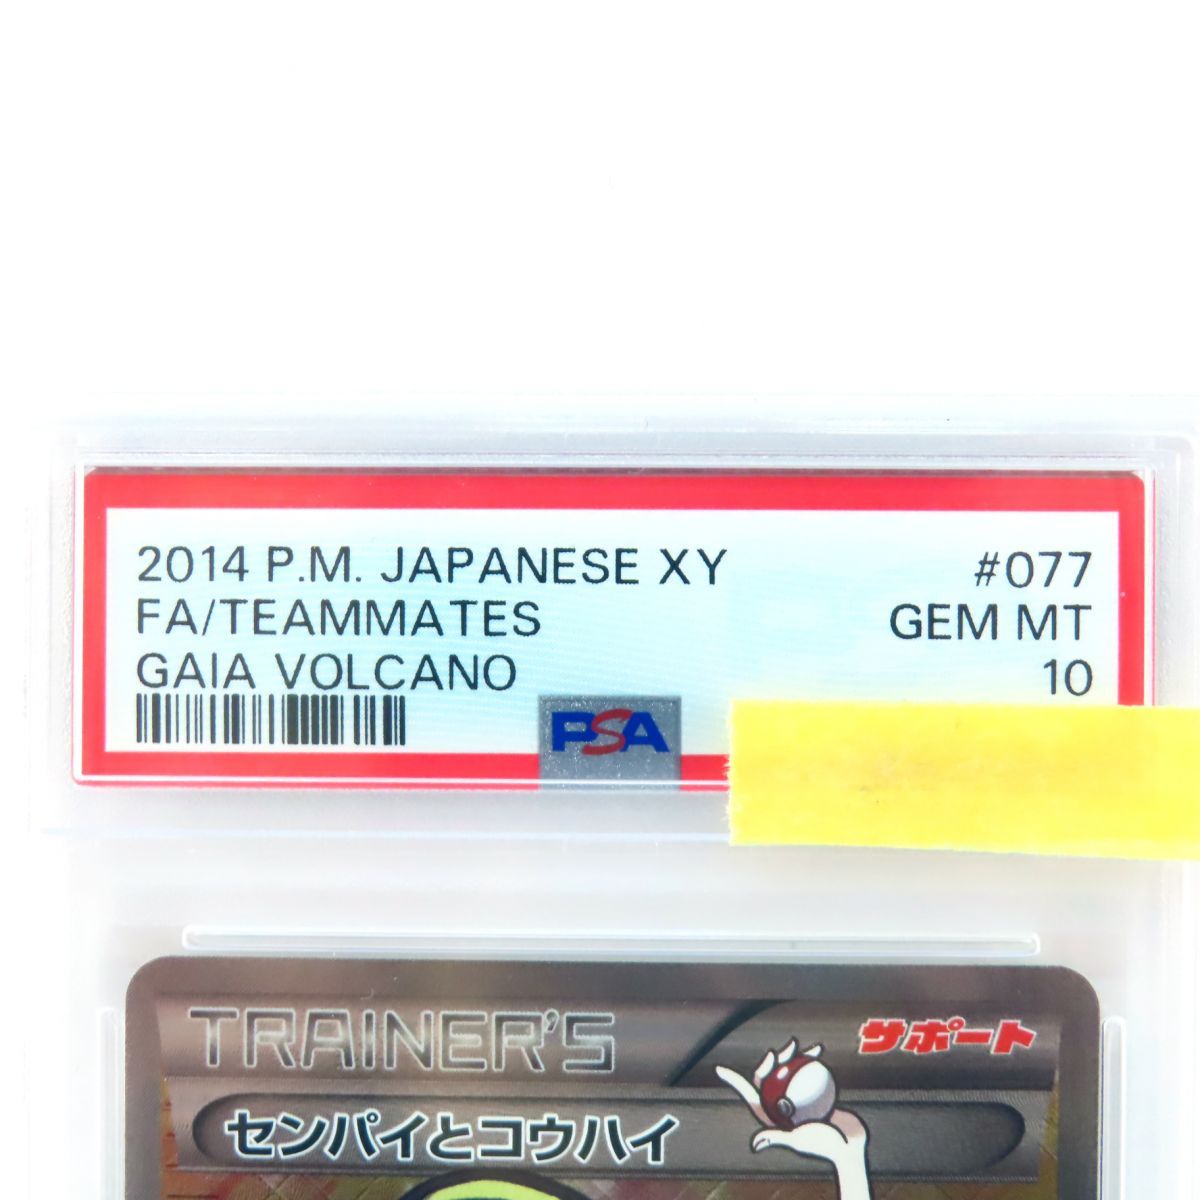 2014 P.M. JAPANESE XY #077
FA/TEAMMATES GEM MT
GAIA VOLCANO 10
PSA
TRAINER'S サポート
センパイとコウハイ